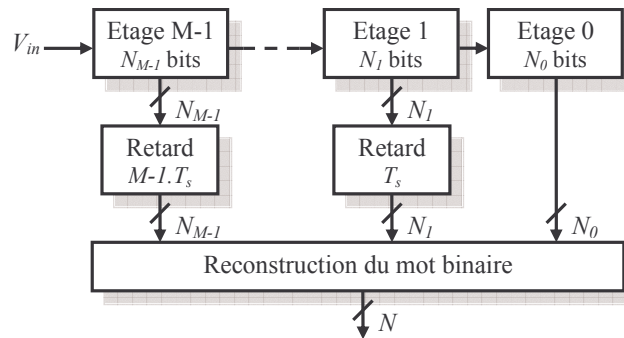 V_in
Etage M-1
N_M-1 bits
Etage 1
N_1 bits
Etage 0
N_0 bits
N_M-1
N_1
Retard
M-1.T_s
Retard
T_s
N_M-1
N_1
N_0
Reconstruction du mot binaire
N